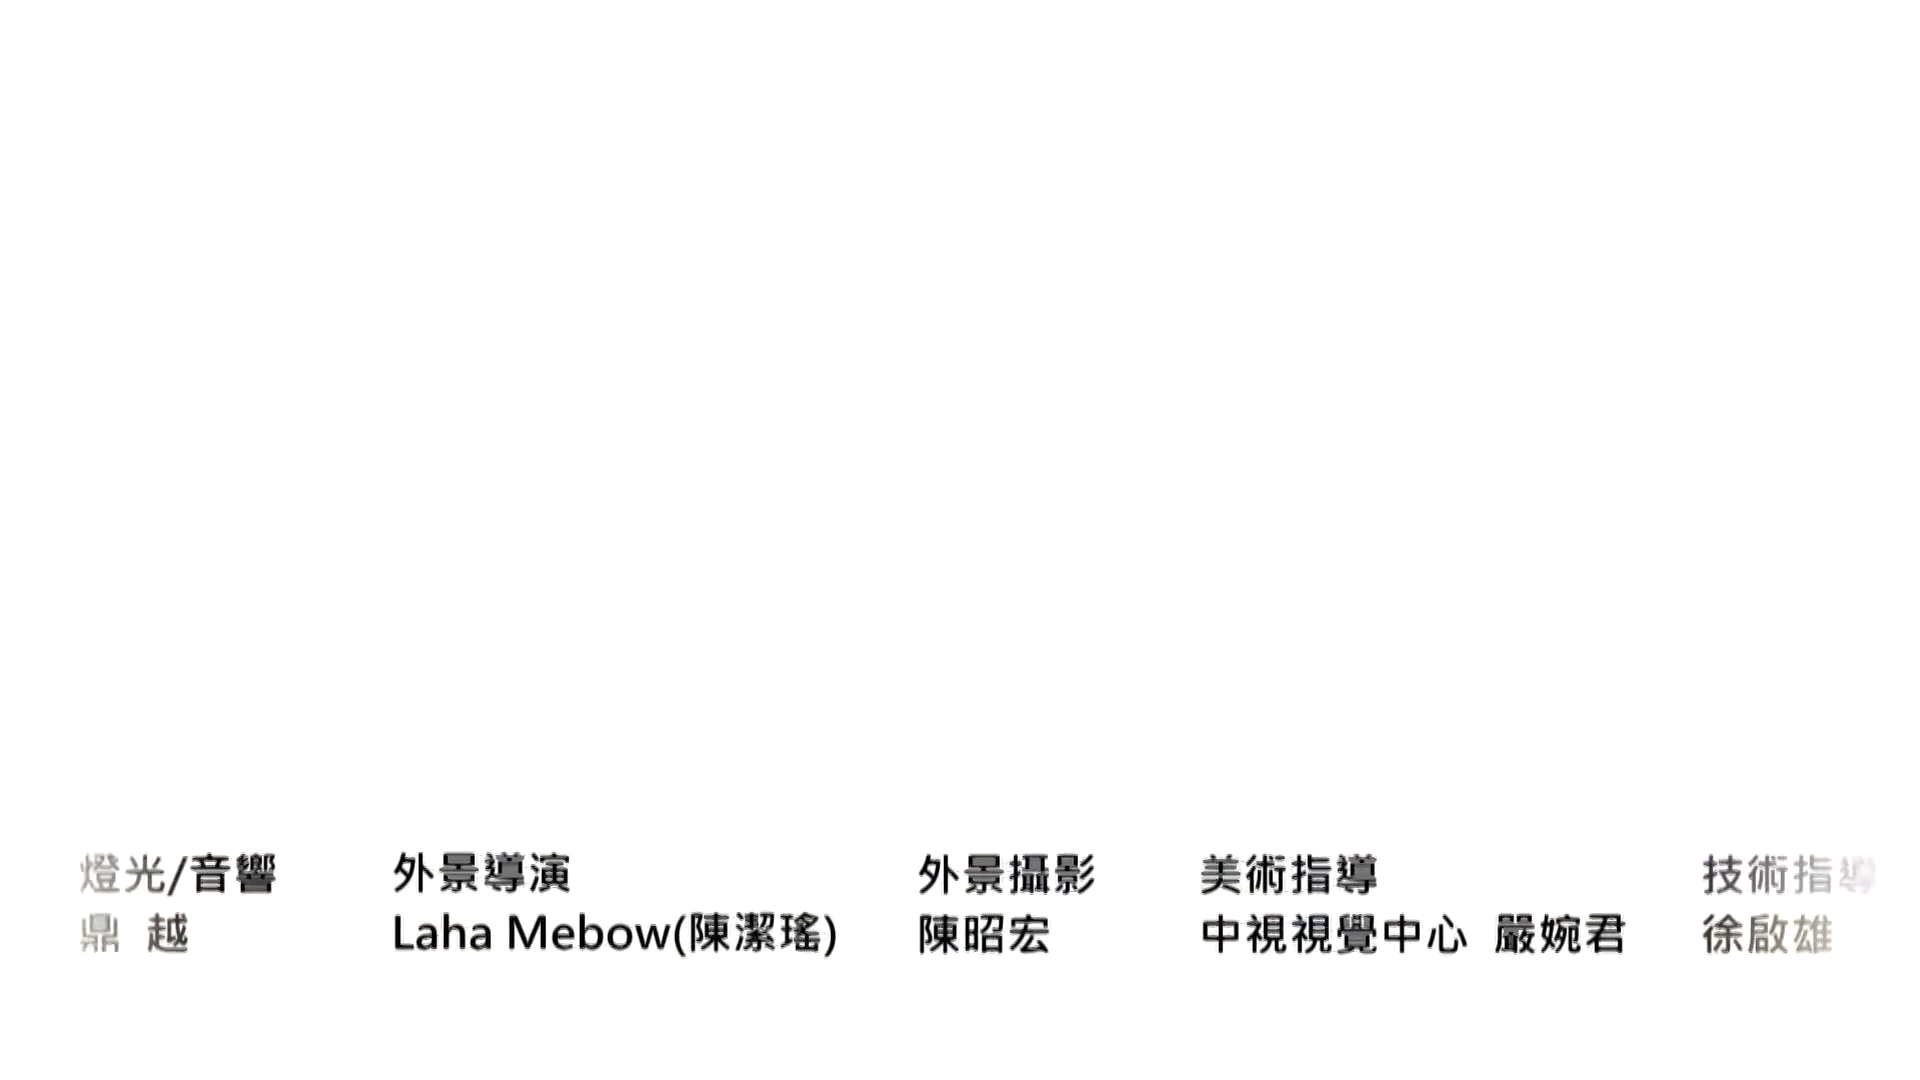 燈光/音響 外景導演 外景攝影 美術指導 技術指導
鼎 越 Laha Mebow(陳潔瑤) 陳昭宏 中視視覺中心 嚴婉君 徐啟雄